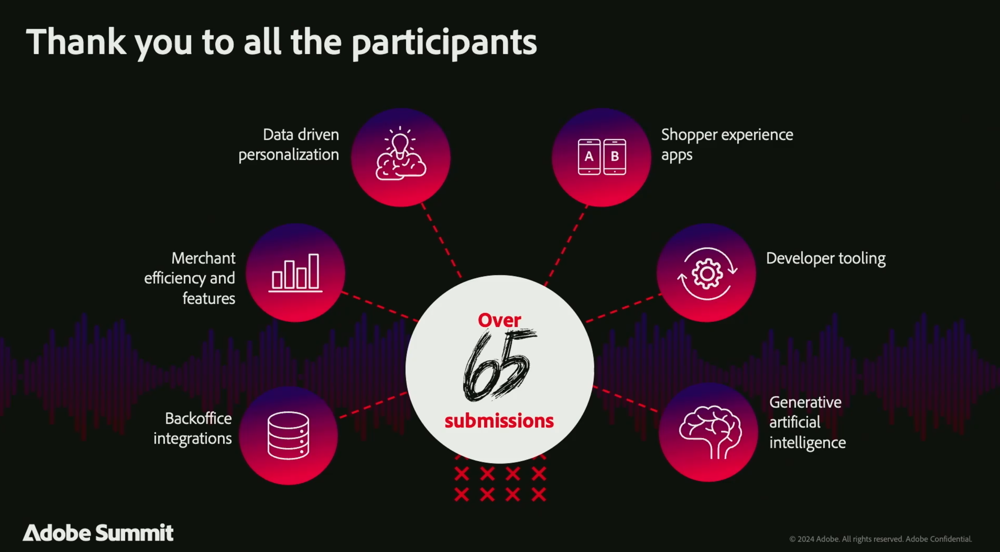 Thank you to all the participants
Data driven
personalization
Shopper experience
apps
A B
Merchant
efficiency and
features
Developer tooling
Over
65
submissions
Backoffice
integrations
Generative
artificial
intelligence
Adobe Summit
© 2024 Adobe. All rights reserved. Adobe Confidential.